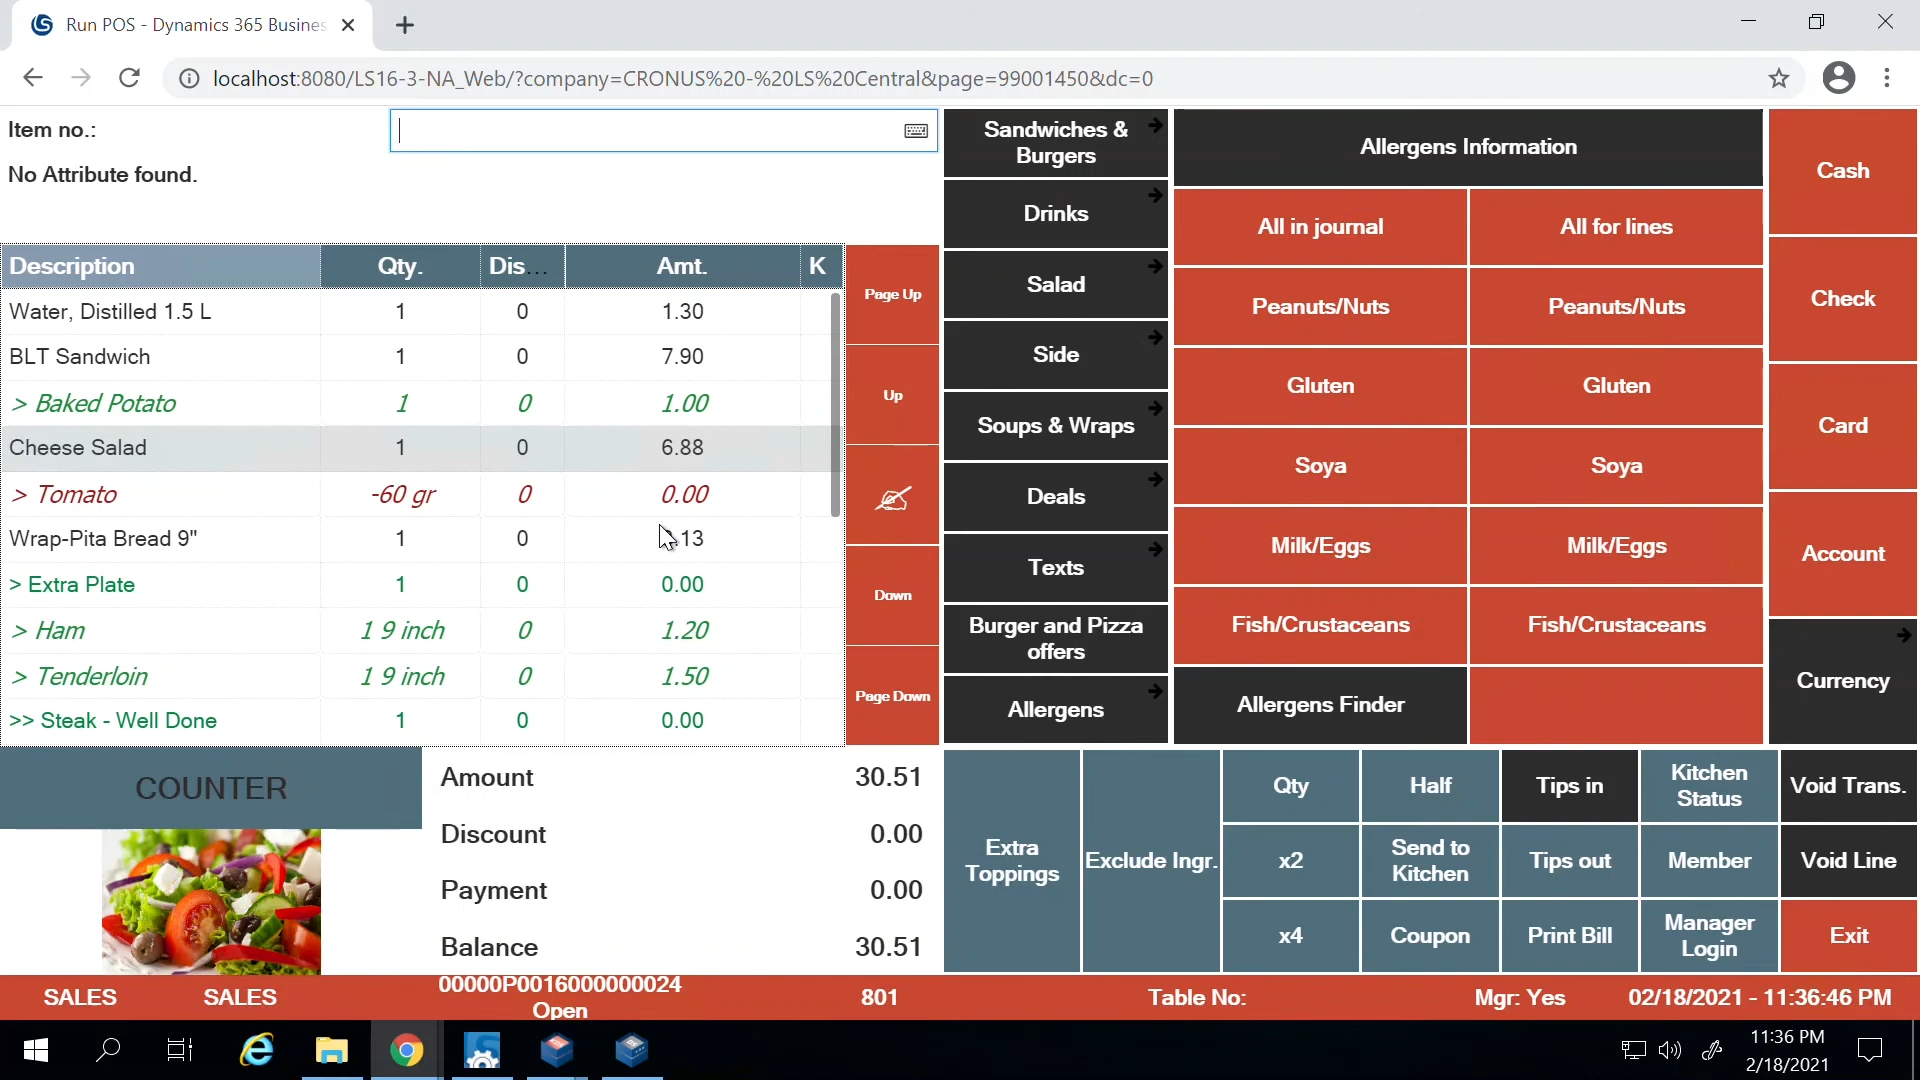 Run POS - Dynamics 365 Busines
localhost:8080/LS16-3-NA_Web/?company=CRONUS%20-%20LS%20Central&page=99001450&dc=0
Item no.:
No Attribute found.
Description Qty. Dis... Amt. K
Water, Distilled 1.5 L 1 0 1.30
BLT Sandwich 1 0 7.90
> Baked Potato 1 0 1.00
Cheese Salad 1 0 6.88
> Tomato -60 gr 0 0.00
Wrap-Pita Bread 9" 1 0 13
> Extra Plate 1 0 0.00
> Ham 1 9 inch 0 1.20
> Tenderloin 1 9 inch 0 1.50
>> Steak - Well Done 1 0 0.00
Page Up
Up
Down
Page Down
Sandwiches &
Burgers
Drinks
Salad
Side
Soups & Wraps
Deals
Texts
Burger and Pizza
offers
Allergens
Allergens Information
All in journal All for lines
Peanuts/Nuts Peanuts/Nuts
Gluten Gluten
Soya Soya
Milk/Eggs Milk/Eggs
Fish/Crustaceans Fish/Crustaceans
Allergens Finder
Cash
Check
Card
Account
Currency
COUNTER
Amount 30.51
Discount 0.00
Payment 0.00
Balance 30.51
Extra
Toppings
Exclude Ingr.
Qty
Half
Tips in
Kitchen
Status
Void Trans.
x2
Send to
Kitchen
Tips out
Member
Void Line
x4
Coupon
Print Bill
Manager
Login
Exit
SALES SALES
00000P0016000000024
Open
801
Table No:
Mgr: Yes
02/18/2021 - 11:36:46 PM
11:36 PM
2/18/2021